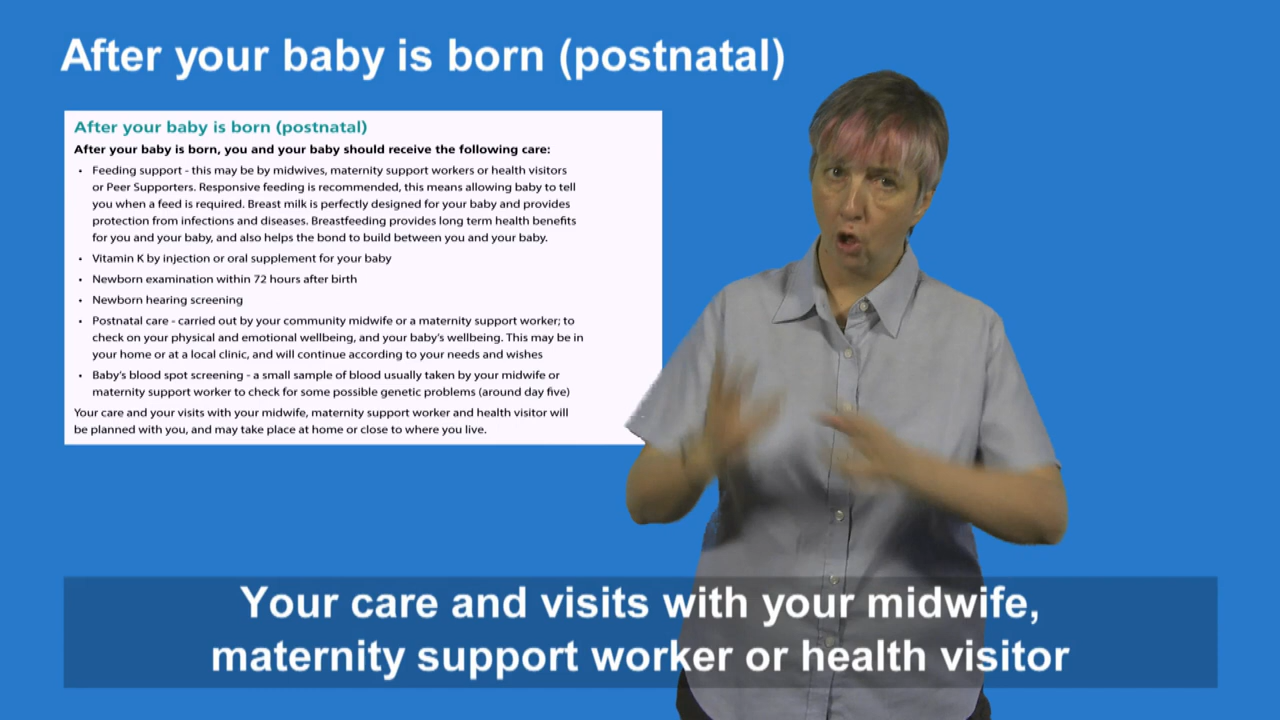 After your baby is born (postnatal)
After your baby is born (postnatal)
After your baby is born, you and your baby should receive the following care:
• Feeding support - this may be by midwives, maternity support workers or health visitors
or Peer Supporters. Responsive feeding is recommended, this means allowing baby to tell
you when a feed is required. Breast milk is perfectly designed for your baby and provides
protection from infections and diseases. Breastfeeding provides long term health benefits
for you and your baby, and also helps the bond to build between you and your baby.
• Vitamin K by injection or oral supplement for your baby
• Newborn examination within 72 hours after birth
• Newborn hearing screening
• Postnatal care - carried out by your community midwife or a maternity support worker; to
check on your physical and emotional wellbeing, and your baby's wellbeing. This may be in
your home or at a local clinic, and will continue according to your needs and wishes
• Baby's blood spot screening - a small sample of blood usually taken by your midwife or
maternity support worker to check for some possible genetic problems (around day five)
Your care and your visits with your midwife, maternity support worker and health visitor will
be planned with you, and may take place at home or close to where you live.
Your care and visits with your midwife,
maternity support worker or health visitor